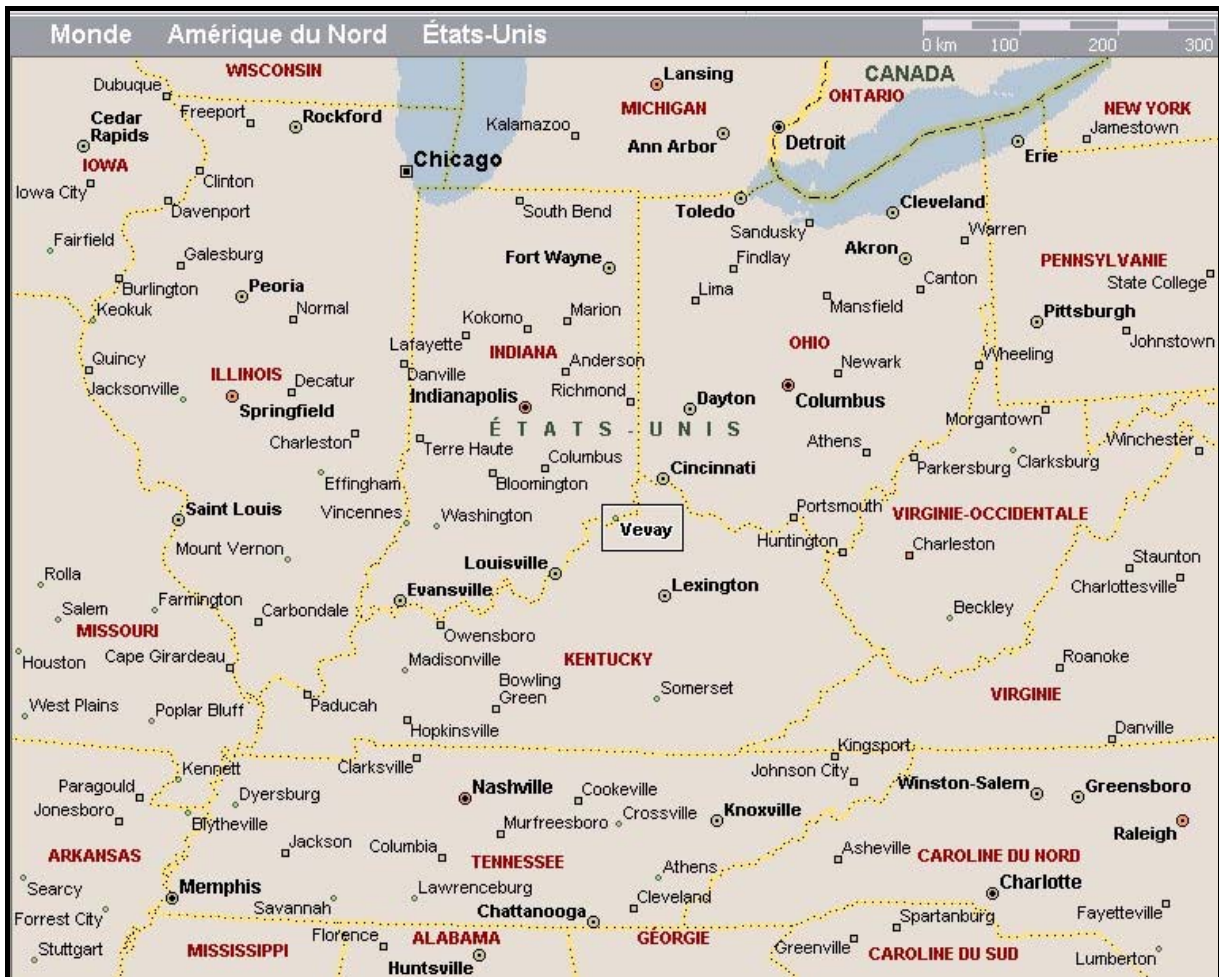 Monde Amérique du Nord États-Unis
0 km 100 200 300
WISCONSIN
Lansing
CANADA
Dubuque
MICHIGAN
ONTARIO
NEW YORK
Cedar
Rapids
Freeport
Rockford
Kalamazoo
Ann Arbor
Detroit
Jamestown
Erie
IOWA
Chicago
Iowa City
Clinton
Davenport
South Bend
Toledo
Cleveland
Fairfield
Galesburg
Sandusky
Warren
Fort Wayne
Findlay
Akron
PENNSYLVANIE
Burlington
Peoria
Lima
Canton
State College
Keokuk
Normal
Kokomo
Marion
Mansfield
Pittsburgh
Lafayette
INDIANA
OHIO
Johnstown
Quincy
Danville
Anderson
Newark
Wheeling
Jacksonville
ILLINOIS
Decatur
Richmond
Springfield
Indianapolis
Dayton
Columbus
Morgantown
ÉTATS-UNIS
Charleston
Terre Haute
Columbus
Athens
Winchester
Effingham
Bloomington
Cincinnati
Parkersburg
Clarksburg
Saint Louis
Vincennes
Washington
Vevay
Portsmouth
VIRGINIE-OCCIDENTALE
Mount Vernon
Huntington
Charleston
Staunton
Rolla
Louisville
Charlottesville
Salem
Farmington
Evansville
Lexington
Carbondale
Beckley
MISSOURI
Owensboro
Houston
Cape Girardeau
Madisonville
KENTUCKY
Roanoke
West Plains
Poplar Bluff
Paducah
Bowling
Green
Somerset
VIRGINIE
Hopkinsville
Danville
Kennett
Clarksville
Kingsport
Paragould
Johnson City
Jonesboro
Dyersburg
Nashville
Cookeville
Winston-Salem
Greensboro
Blytheville
Murfreesboro
Crossville
Knoxville
Raleigh
ARKANSAS
Jackson
Columbia
TENNESSEE
Asheville
CAROLINE DU NORD
Searcy
Memphis
Lawrenceburg
Athens
Charlotte
Forrest City
Savannah
Chattanooga
Cleveland
Spartanburg
Fayetteville
Stuttgart
MISSISSIPPI
Florence
ALABAMA
GÉORGIE
Greenville
CAROLINE DU SUD
Lumberton
Huntsville